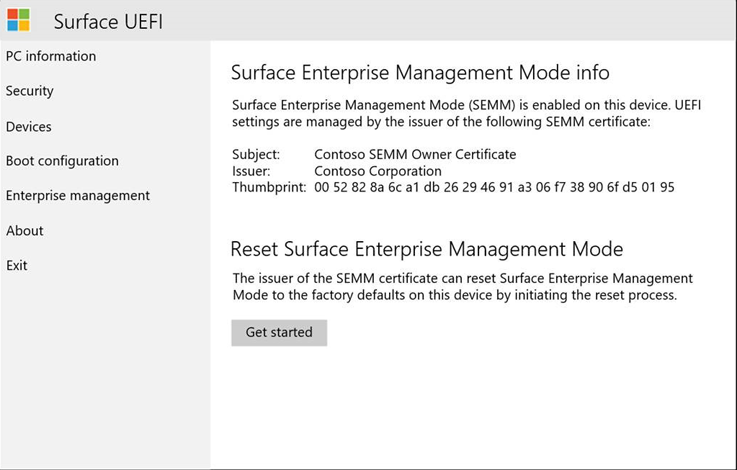 Surface UEFI
PC information
Security
Devices
Boot configuration
Enterprise management
About
Exit
Surface Enterprise Management Mode info
Surface Enterprise Management Mode (SEMM) is enabled on this device. UEFI
settings are managed by the issuer of the following SEMM certificate:
Subject: Contoso SEMM Owner Certificate
Issuer: Contoso Corporation
Thumbprint: 00 52 82 8a 6c a1 db 26 29 46 91 a3 06 f7 38 90 6f d5 01 95
Reset Surface Enterprise Management Mode
The issuer of the SEMM certificate can reset Surface Enterprise Management
Mode to the factory defaults on this device by initiating the reset process.
Get started